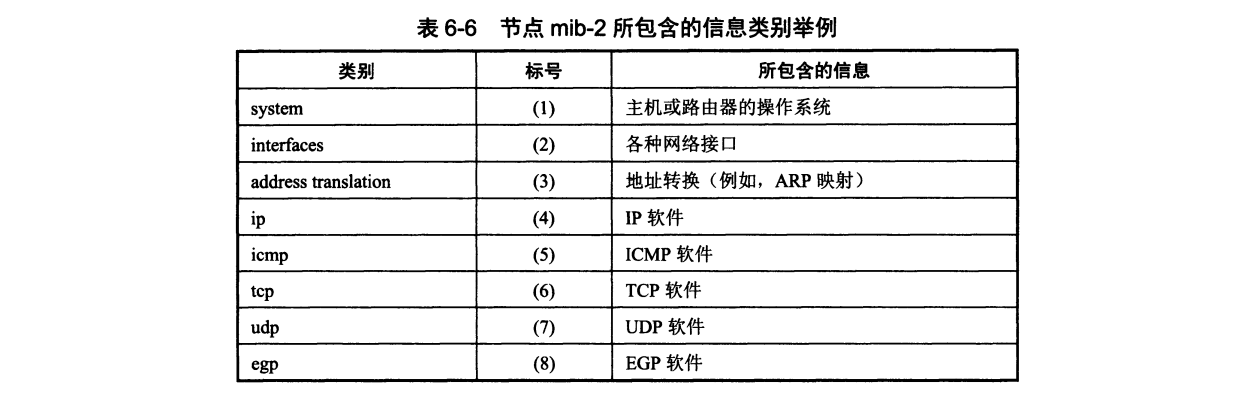 表 6-6 节点 mib-2 所包含的信息类别举例
类别 标号 所包含的信息
system (1) 主机或路由器的操作系统
interfaces (2) 各种网络接口
address translation (3) 地址转换（例如，ARP 映射）
ip (4) IP 软件
icmp (5) ICMP 软件
tcp (6) TCP 软件
udp (7) UDP 软件
egp (8) EGP 软件